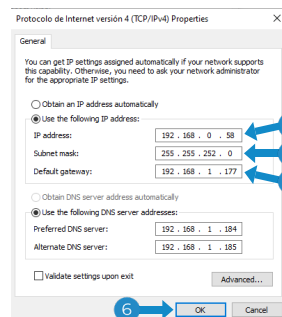 Protocolo de Internet versión 4 (TCP/IPv4) Properties
General
You can get IP settings assigned automatically if your network supports
this capability. Otherwise, you need to ask your network administrator
for the appropriate IP settings.
Obtain an IP address automatically
Use the following IP address:
IP address: 192 . 168 . 0 . 58
Subnet mask: 255 . 255 . 252 . 0
Default gateway: 192 . 168 . 1 . 177
Obtain DNS server address automatically
Use the following DNS server addresses:
Preferred DNS server: 192 . 168 . 1 . 184
Alternate DNS server: 192 . 168 . 1 . 185
Validate settings upon exit
Advanced...
6
OK Cancel